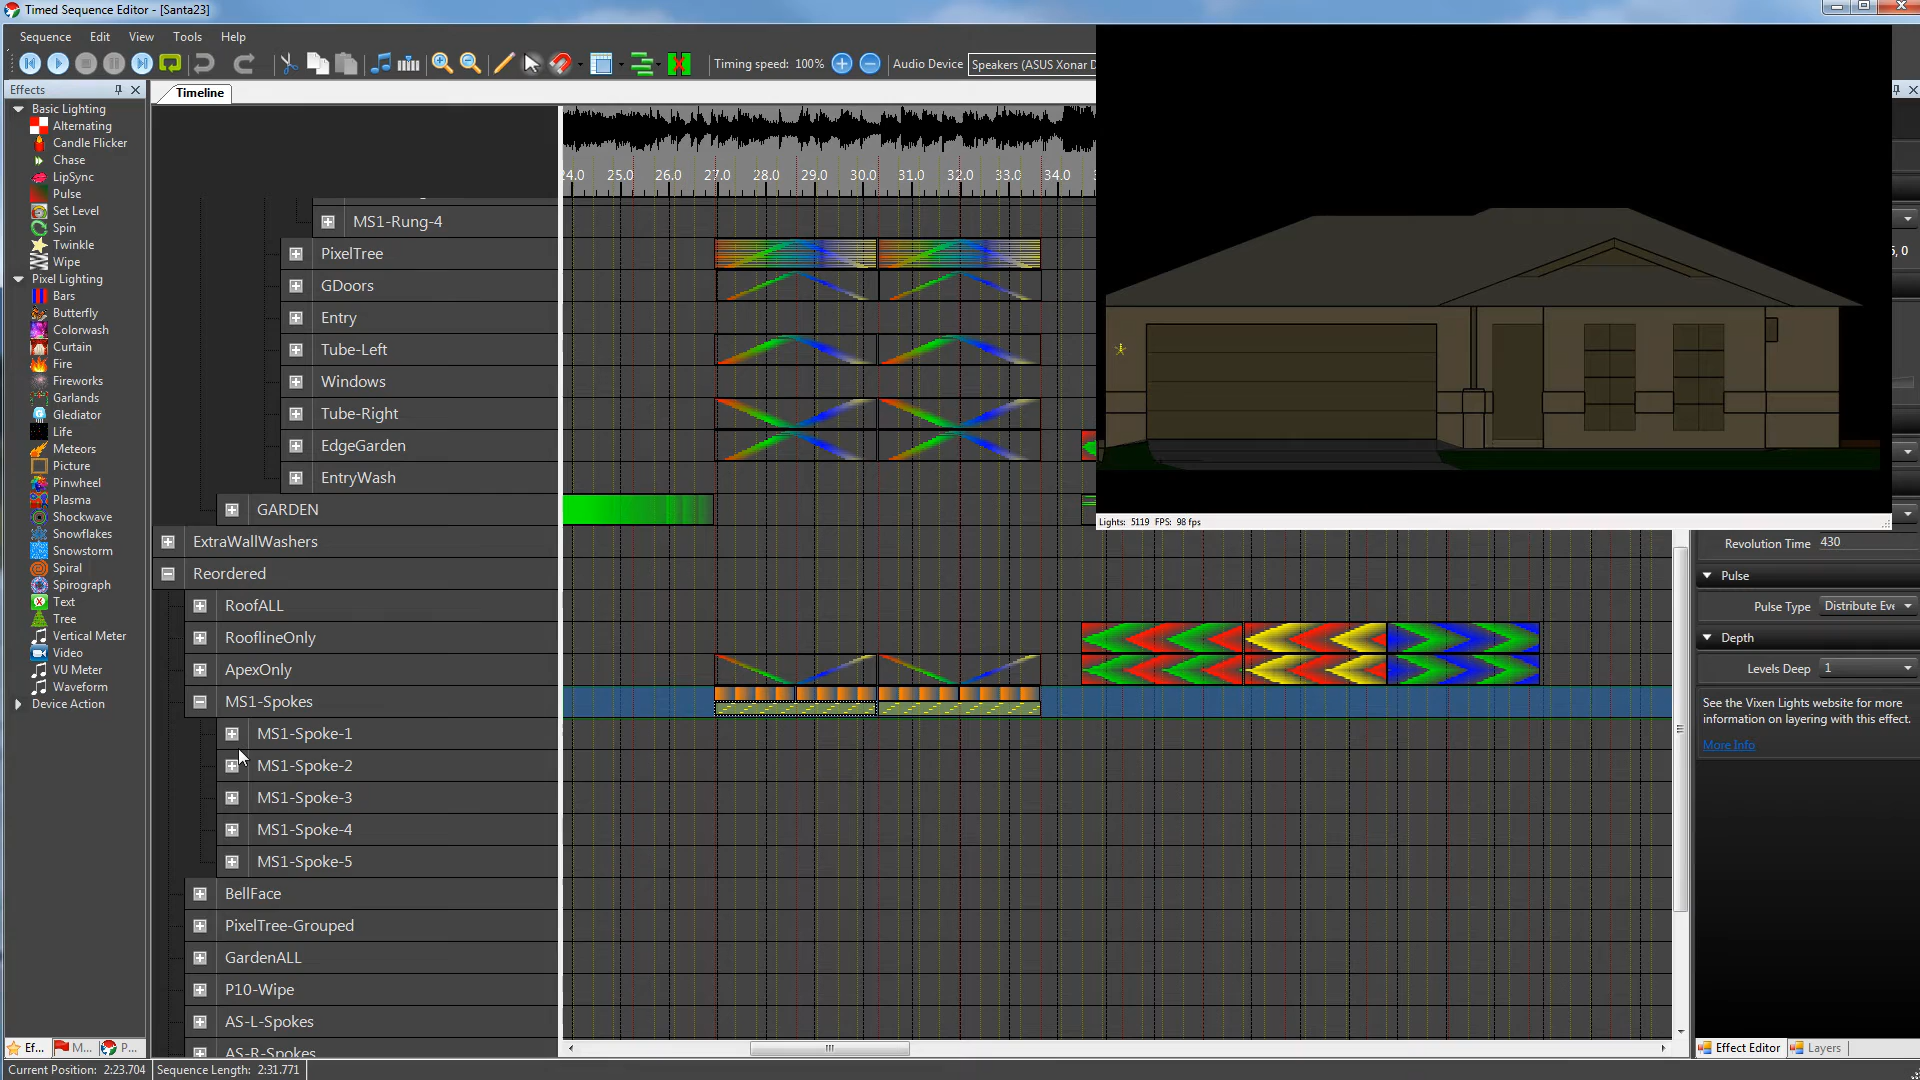 Timed Sequence Editor - [Santa23]
Sequence Edit View Tools Help
Timing speed: 100% Audio Device Speakers (ASUS Xonar D
Effects
Timeline
Basic Lighting
Alternating
Candle Flicker
Chase
LipSync
Pulse
Set Level
Spin
Twinkle
Wipe
Pixel Lighting
Bars
Butterfly
Colorwash
Curtain
Fire
Fireworks
Garlands
Glediator
Life
Meteors
Picture
Pinwheel
Plasma
Shockwave
Snowflakes
Snowstorm
Spiral
Spirograph
Text
Tree
Vertical Meter
Video
VU Meter
Waveform
Device Action
24.0 25.0 26.0 27.0 28.0 29.0 30.0 31.0 32.0 33.0 34.0
MS1-Rung-4
PixelTree
GDoors
Entry
Tube-Left
Windows
Tube-Right
EdgeGarden
EntryWash
GARDEN
ExtraWallWashers
Reordered
RoofALL
RooflineOnly
ApexOnly
MS1-Spokes
MS1-Spoke-1
MS1-Spoke-2
MS1-Spoke-3
MS1-Spoke-4
MS1-Spoke-5
BellFace
PixelTree-Grouped
GardenALL
P10-Wipe
AS-L-Spokes
AS-R-Spokes
Lights: 5119 FPS: 98 fps
5, 0
Revolution Time 430
Pulse
Pulse Type Distribute Eve
Depth
Levels Deep 1
See the Vixen Lights website for more
information on layering with this effect.
More Info
Effect Editor Layers
Ef... M... P...
Current Position: 2:23.704 Sequence Length: 2:31.771